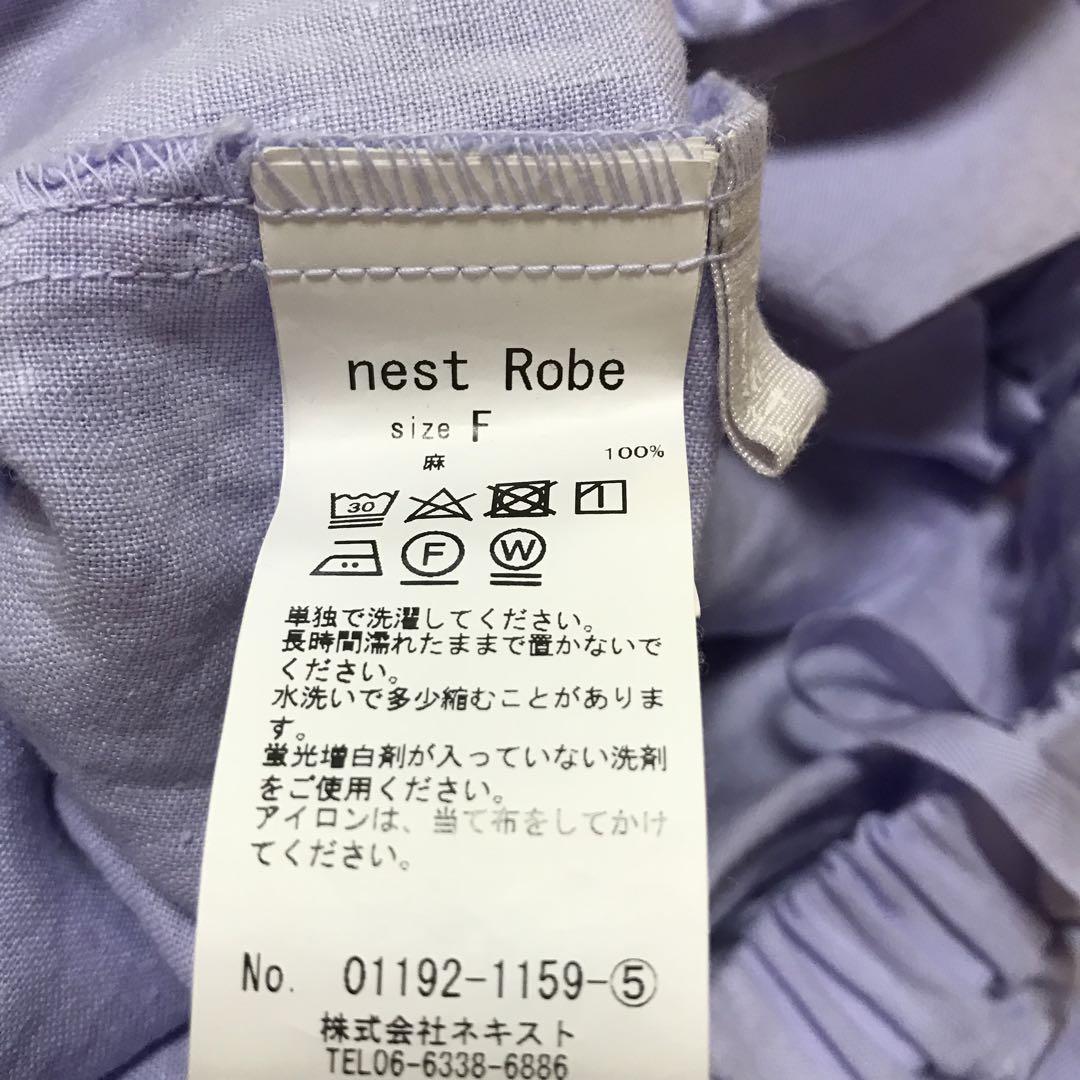 nest Robe
size F
麻 100%
30
F W
単独で洗濯してください。
長時間濡れたままで置かないで
ください。
水洗いで多少縮むことがありま
す。
蛍光増白剤が入っていない洗剤
をご使用ください。
アイロンは、当て布をしてかけ
てください。
No. 01192-1159-⑤
株式会社ネキスト
TEL06-6338-6886